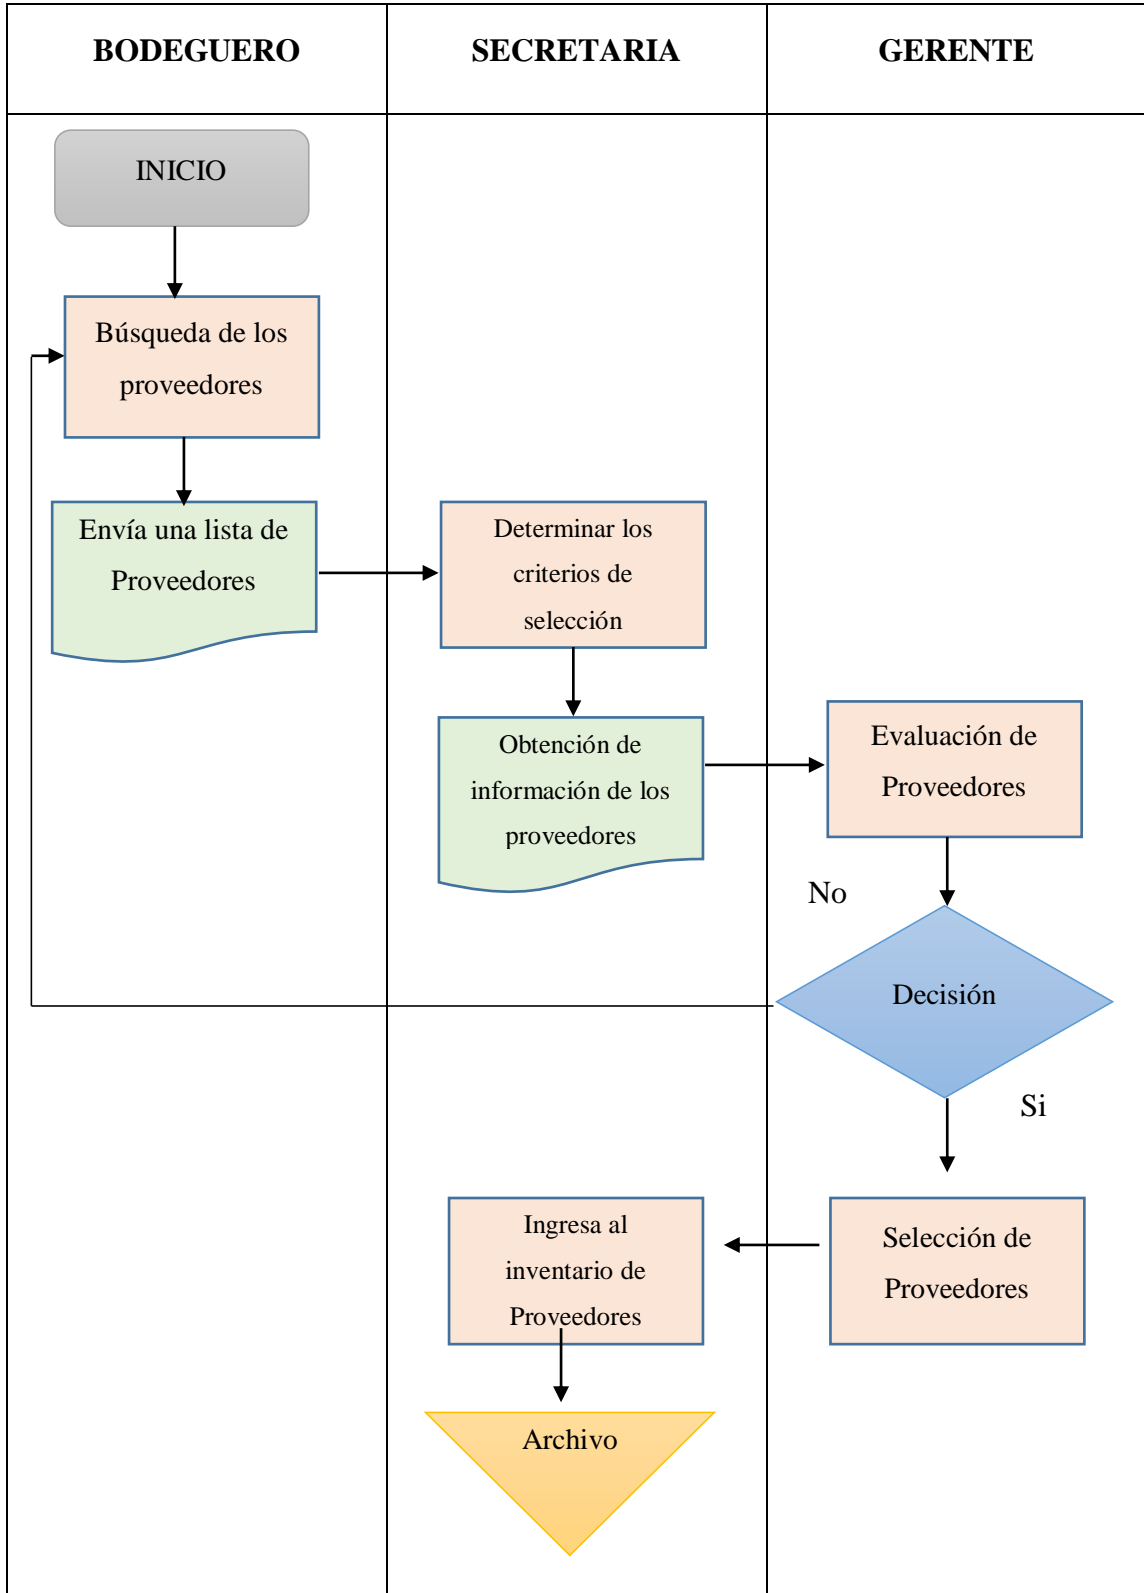 BODEGUERO
SECRETARIA
GERENTE
INICIO
Búsqueda de los
proveedores
Envía una lista de
Proveedores
Determinar los
criterios de
selección
Obtención de
información de los
proveedores
Evaluación de
Proveedores
No
Decisión
Si
Selección de
Proveedores
Ingresa al
inventario de
Proveedores
Archivo